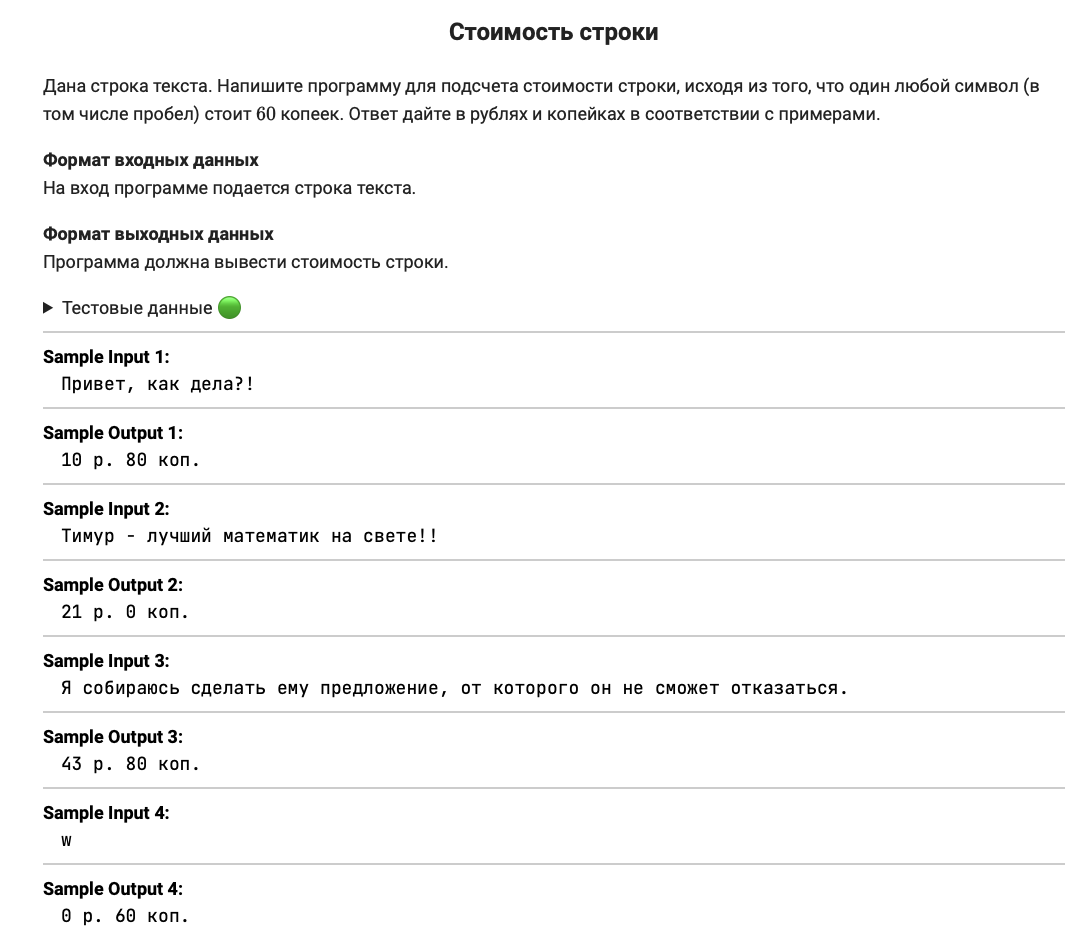 Стоимость строки
Дана строка текста. Напишите программу для подсчета стоимости строки, исходя из того, что один любой символ (в
том числе пробел) стоит 60 копеек. Ответ дайте в рублях и копейках в соответствии с примерами.
Формат входных данных
На вход программе подается строка текста.
Формат выходных данных
Программа должна вывести стоимость строки.
Тестовые данные
Sample Input 1:
Привет, как дела?!
Sample Output 1:
10 р. 80 коп.
Sample Input 2:
Тимур - лучший математик на свете!!
Sample Output 2:
21 р. 0 коп.
Sample Input 3:
Я собираюсь сделать ему предложение, от которого он не сможет отказаться.
Sample Output 3:
43 р. 80 коп.
Sample Input 4:
w
Sample Output 4:
0 р. 60 коп.